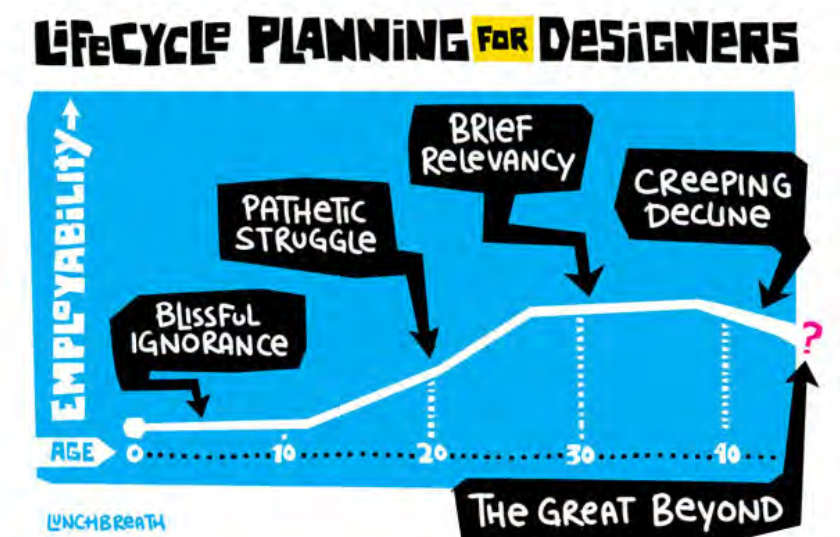 LiFeCYCLe PLANNiNG FOR DeSiGNeRS
EMPLOYABiLiTY
BRieF
ReLeVANCY
CReePiNG
DeCLiNe
PATHeTiC
STRUGGLe
BLiSSFUL
iGNORANCe
?
AGe 0 10 20 30 40
THe GReAT BeYOND
LUNCHBReATH